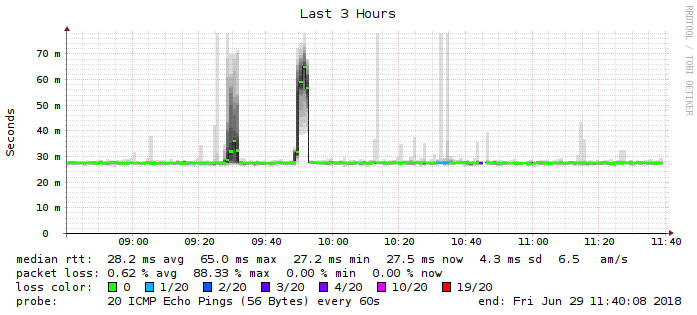 Last 3 Hours
RRDTOOL / TOBI OETIKER
Seconds
70 m
60 m
50 m
40 m
30 m
20 m
10 m
0
09:00 09:20 09:40 10:00 10:20 10:40 11:00 11:20 11:40
median rtt: 28.2 ms avg 65.0 ms max 27.2 ms min 27.5 ms now 4.3 ms sd 6.5 am/s
packet loss: 0.62 % avg 88.33 % max 0.00 % min 0.00 % now
loss color: 0 1/20 2/20 3/20 4/20 10/20 19/20
probe: 20 ICMP Echo Pings (56 Bytes) every 60s end: Fri Jun 29 11:40:08 2018